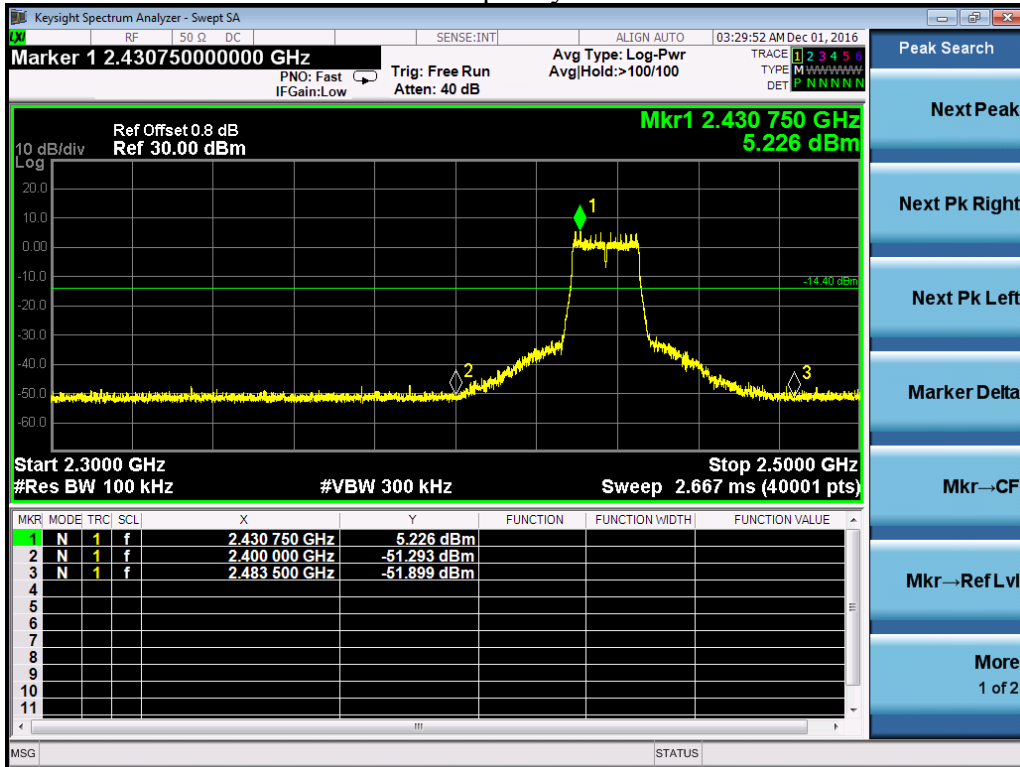 Keysight Spectrum Analyzer - Swept SA
LXI RF 50 Ω DC SENSE:INT ALIGN AUTO 03:29:52 AM Dec 01, 2016
Marker 1 2.430750000000 GHz
PNO: Fast
IFGain:Low
Trig: Free Run
Atten: 40 dB
Avg Type: Log-Pwr
Avg|Hold:>100/100
TRACE 1 2 3 4 5 6
TYPE M W W W W W
DET P N N N N N
Peak Search
Mkr1 2.430 750 GHz
5.226 dBm
Ref Offset 0.8 dB
10 dB/div Ref 30.00 dBm
Log
20.0
10.0
0.00
-10.0
-20.0
-30.0
-40.0
-50.0
-60.0
1
-14.40 dBm
2
3
Start 2.3000 GHz Stop 2.5000 GHz
#Res BW 100 kHz #VBW 300 kHz Sweep 2.667 ms (40001 pts)
MKR MODE TRC SCL X Y FUNCTION FUNCTION WIDTH FUNCTION VALUE
1 N 1 f 2.430 750 GHz 5.226 dBm
2 N 1 f 2.400 000 GHz -51.293 dBm
3 N 1 f 2.483 500 GHz -51.899 dBm
4
5
6
7
8
9
10
11
Next Peak
Next Pk Right
Next Pk Left
Marker Delta
Mkr→CF
Mkr→Ref Lvl
More
1 of 2
MSG STATUS